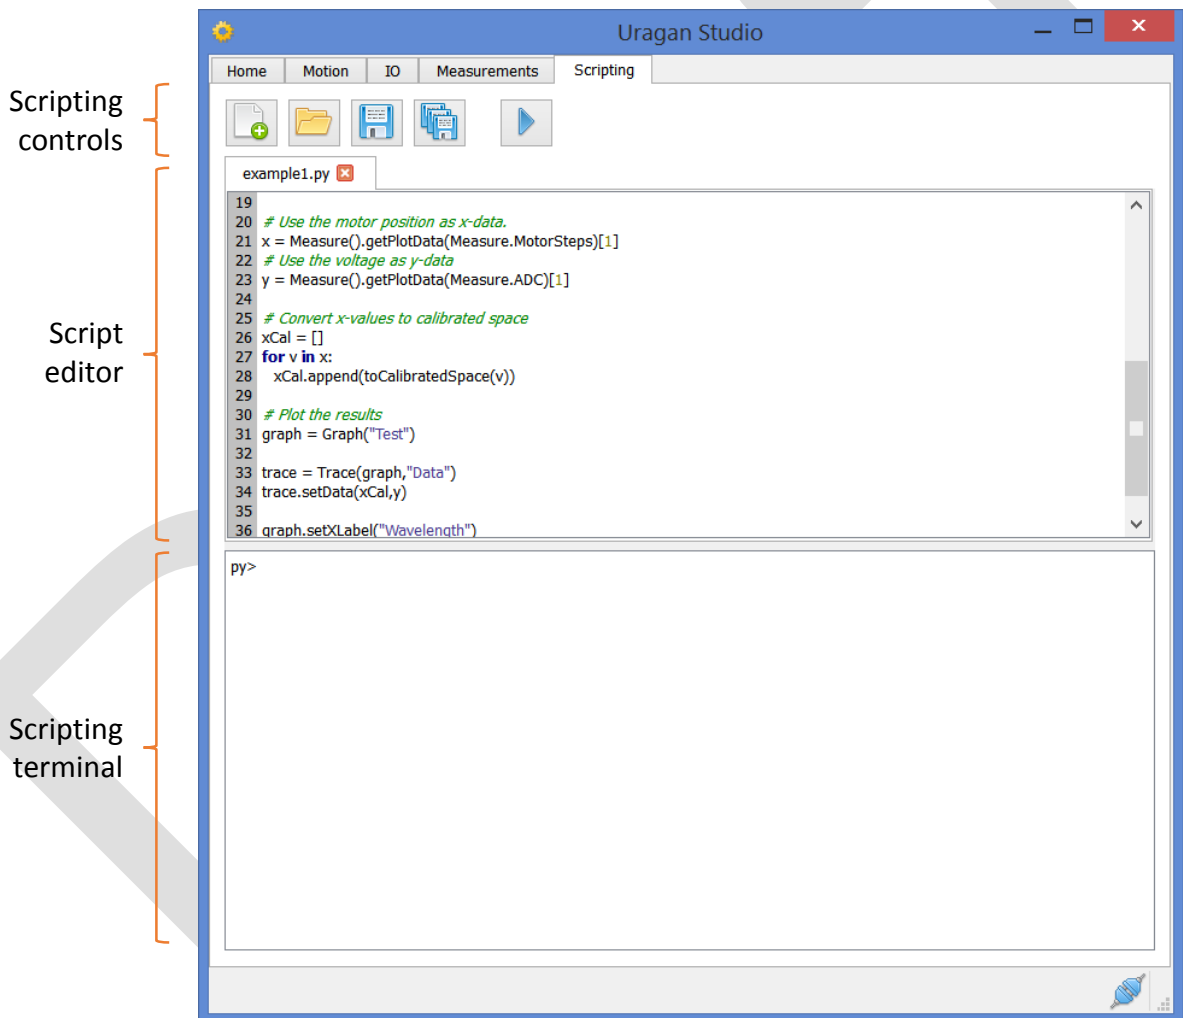 Uragan Studio
Home Motion IO Measurements Scripting
Scripting
controls
example1.py
Script
editor
19
20 # Use the motor position as x-data.
21 x = Measure().getPlotData(Measure.MotorSteps)[1]
22 # Use the voltage as y-data
23 y = Measure().getPlotData(Measure.ADC)[1]
24
25 # Convert x-values to calibrated space
26 xCal = []
27 for v in x:
28 xCal.append(toCalibratedSpace(v))
29
30 # Plot the results
31 graph = Graph("Test")
32
33 trace = Trace(graph,"Data")
34 trace.setData(xCal,y)
35
36 graph.setXLabel("Wavelength")
Scripting
terminal
py>